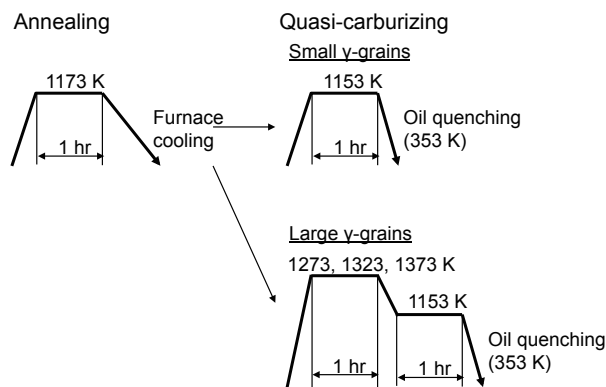 Annealing
Quasi-carburizing
Small γ-grains
1173 K
1153 K
Furnace
cooling
Oil quenching
(353 K)
1 hr
1 hr
Large γ-grains
1273, 1323, 1373 K
1153 K
Oil quenching
(353 K)
1 hr
1 hr